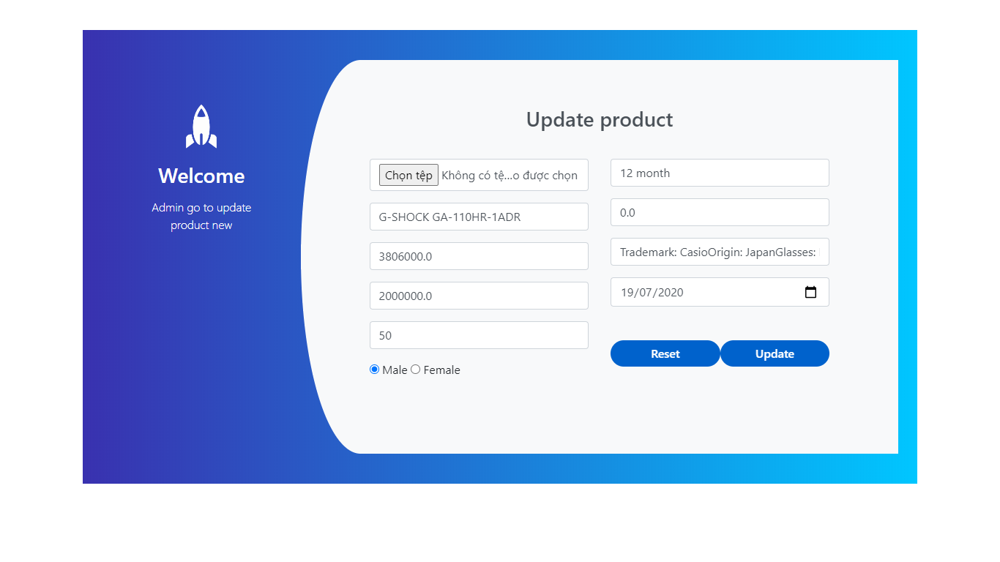 Welcome
Admin go to update
product new
Update product
Chọn tệp Không có tệ...o được chọn
G-SHOCK GA-110HR-1ADR
3806000.0
2000000.0
50
Male Female
12 month
0.0
Trademark: CasioOrigin: JapanGlasses:
19/07/2020
Reset Update